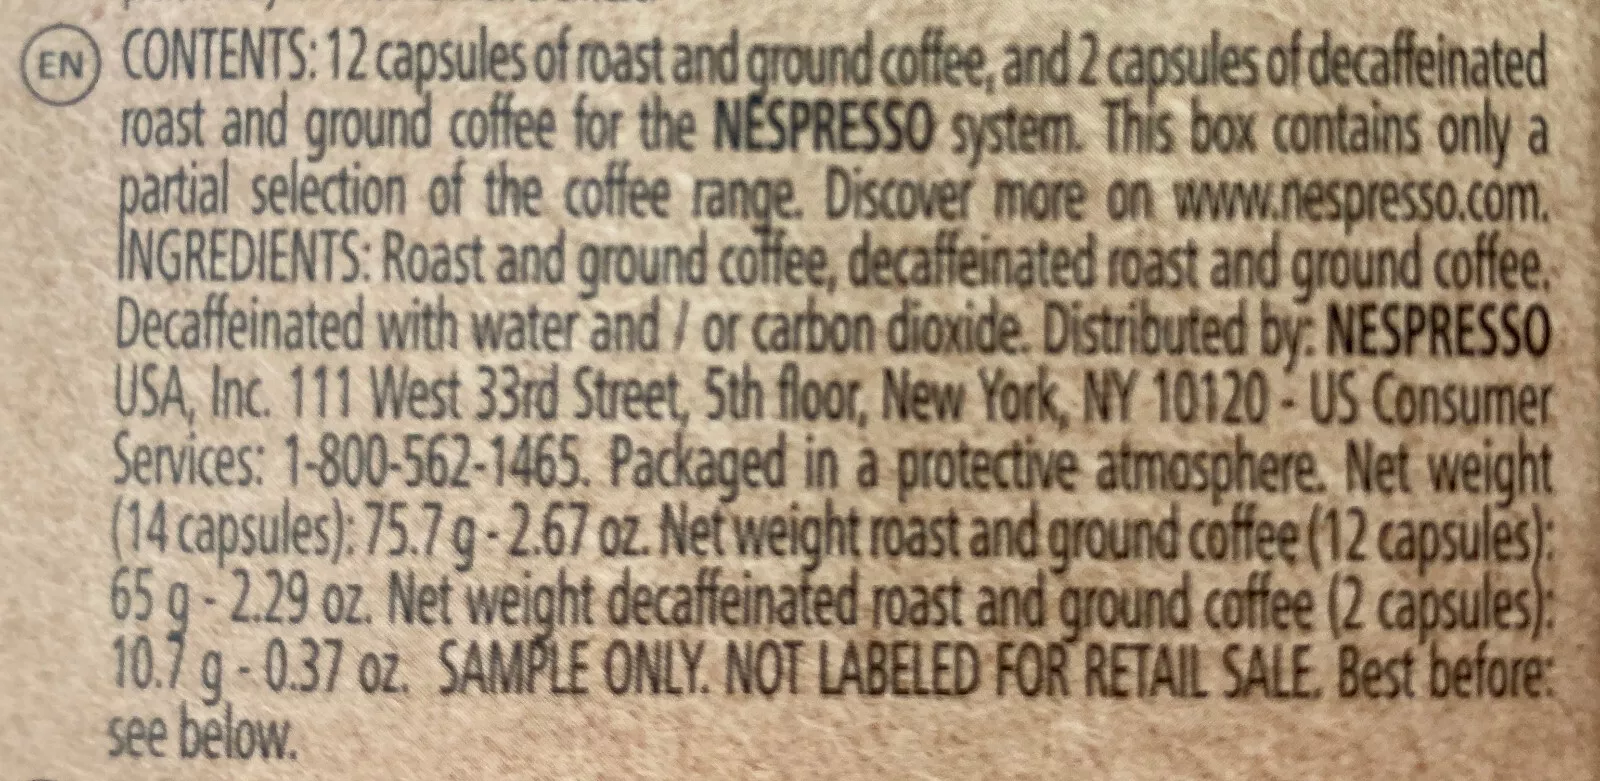 EN CONTENTS: 12 capsules of roast and ground coffee, and 2 capsules of decaffeinated
roast and ground coffee for the NESPRESSO system. This box contains only a
partial selection of the coffee range. Discover more on www.nespresso.com.
INGREDIENTS: Roast and ground coffee, decaffeinated roast and ground coffee.
Decaffeinated with water and / or carbon dioxide. Distributed by: NESPRESSO
USA, Inc. 111 West 33rd Street, 5th floor, New York, NY 10120 - US Consumer
Services: 1-800-562-1465. Packaged in a protective atmosphere. Net weight
(14 capsules): 75.7 g - 2.67 oz. Net weight roast and ground coffee (12 capsules):
65 g - 2.29 oz. Net weight decaffeinated roast and ground coffee (2 capsules):
10.7 g - 0.37 oz. SAMPLE ONLY. NOT LABELED FOR RETAIL SALE. Best before:
see below.